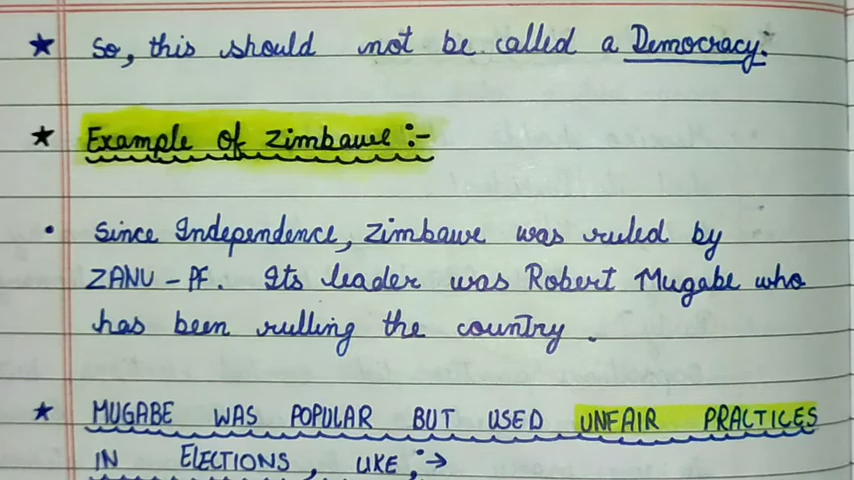 ★ So, this should not be called a Democracy.
★ Example of Zimbawe :-
• Since Independence, Zimbawe was ruled by
ZANU - PF. Its leader was Robert Mugabe who
has been rulling the country.
★ MUGABE WAS POPULAR BUT USED UNFAIR PRACTICES
IN ELECTIONS, LIKE ;→